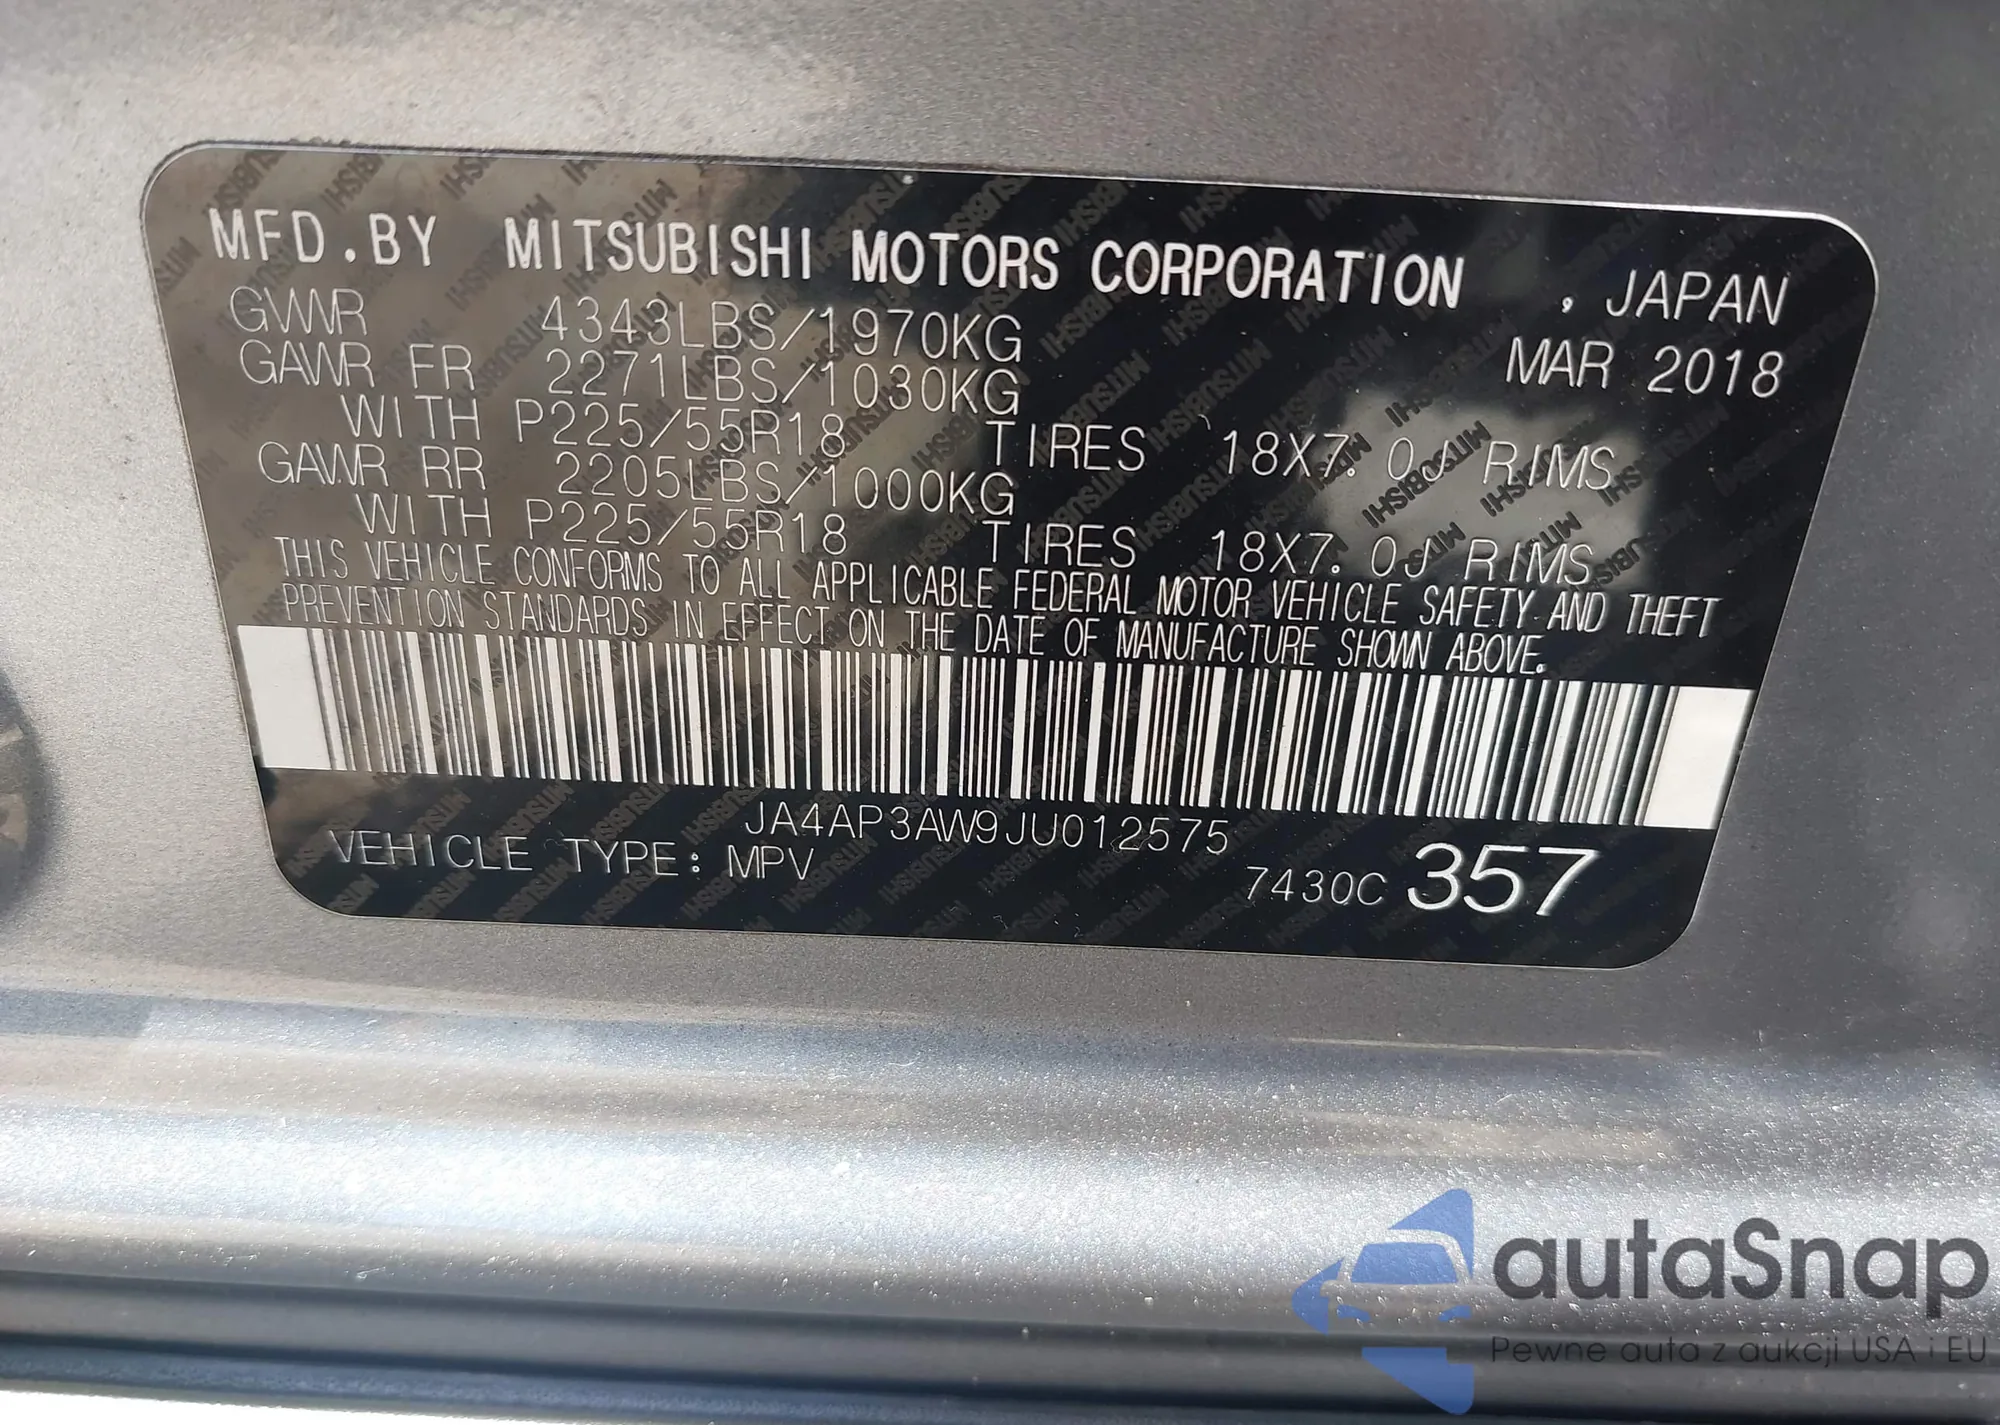 MFD.BY MITSUBISHI MOTORS CORPORATION , JAPAN
GVWR 4343LBS/1970KG MAR 2018
GAWR FR 2271LBS/1030KG
WITH P225/55R18 TIRES 18X7.0J RIMS
GAWR RR 2205LBS/1000KG
WITH P225/55R18 TIRES 18X7.0J RIMS
THIS VEHICLE CONFORMS TO ALL APPLICABLE FEDERAL MOTOR VEHICLE SAFETY AND THEFT
PREVENTION STANDARDS IN EFFECT ON THE DATE OF MANUFACTURE SHOWN ABOVE.
JA4AP3AW9JU012575
VEHICLE TYPE: MPV 7430C 357
autaSnap
Pewne auta z aukcji USA i EU